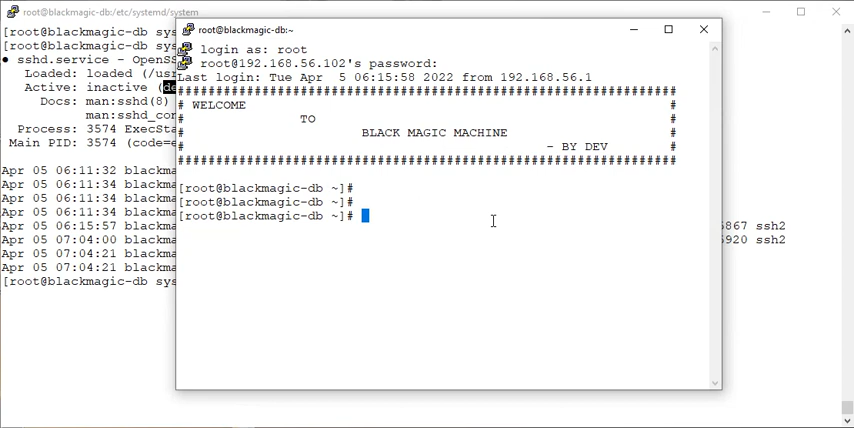 root@blackmagic-db:/etc/systemd/system
[root@blackmagic-db sys
[root@blackmagic-db sys
● sshd.service - OpenSS
Loaded: loaded (/usr
Active: inactive (de
Docs: man:sshd(8)
man:sshd_con
Process: 3574 ExecSta
Main PID: 3574 (code=e
Apr 05 06:11:32 blackma
Apr 05 06:11:34 blackma
Apr 05 06:11:34 blackma
Apr 05 06:11:34 blackma
Apr 05 06:15:57 blackma
Apr 05 07:04:00 blackma
Apr 05 07:04:21 blackma
Apr 05 07:04:21 blackma
[root@blackmagic-db sys
5867 ssh2
5920 ssh2
root@blackmagic-db:~
login as: root
root@192.168.56.102's password:
Last login: Tue Apr  5 06:15:58 2022 from 192.168.56.1
#################################################################
# WELCOME #
# TO #
# BLACK MAGIC MACHINE #
# - BY DEV #
#################################################################
[root@blackmagic-db ~]#
[root@blackmagic-db ~]#
[root@blackmagic-db ~]#